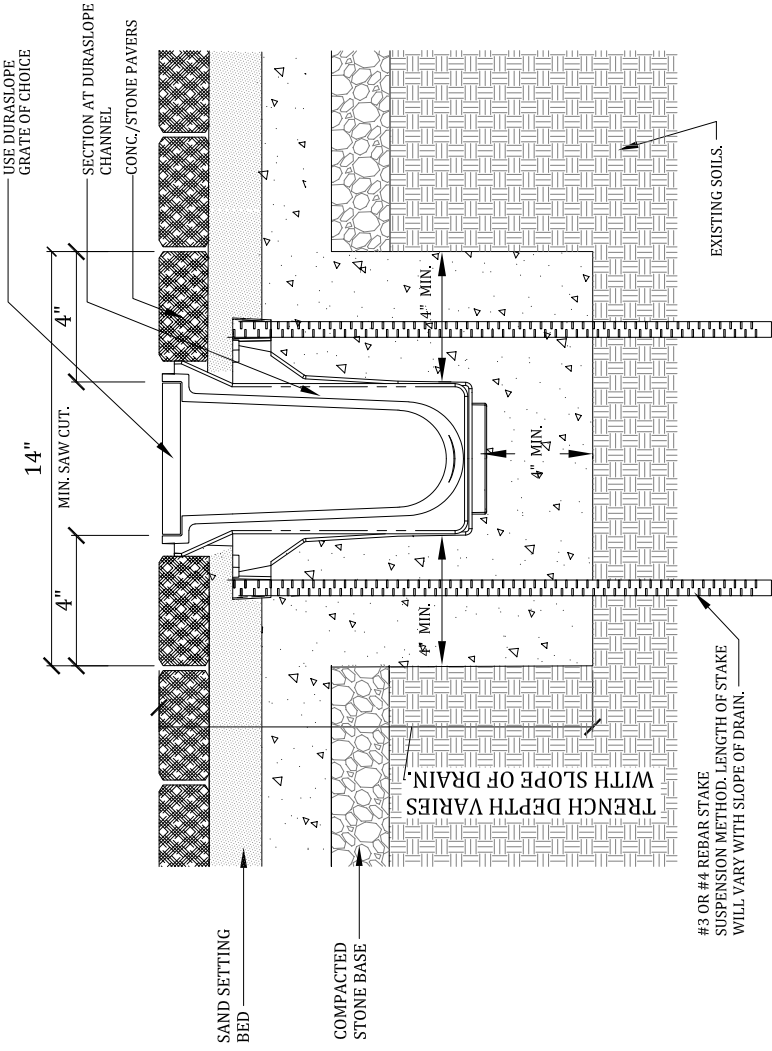 USE DURASLOPE
GRATE OF CHOICE
SECTION AT DURASLOPE
CHANNEL
CONC./STONE PAVERS
14"
MIN. SAW CUT.
4"
4"
4" MIN.
4" MIN.
4" MIN.
EXISTING SOILS.
TRENCH DEPTH VARIES
WITH SLOPE OF DRAIN.
SAND SETTING
BED
COMPACTED
STONE BASE
#3 OR #4 REBAR STAKE
SUSPENSION METHOD. LENGTH OF STAKE
WILL VARY WITH SLOPE OF DRAIN.